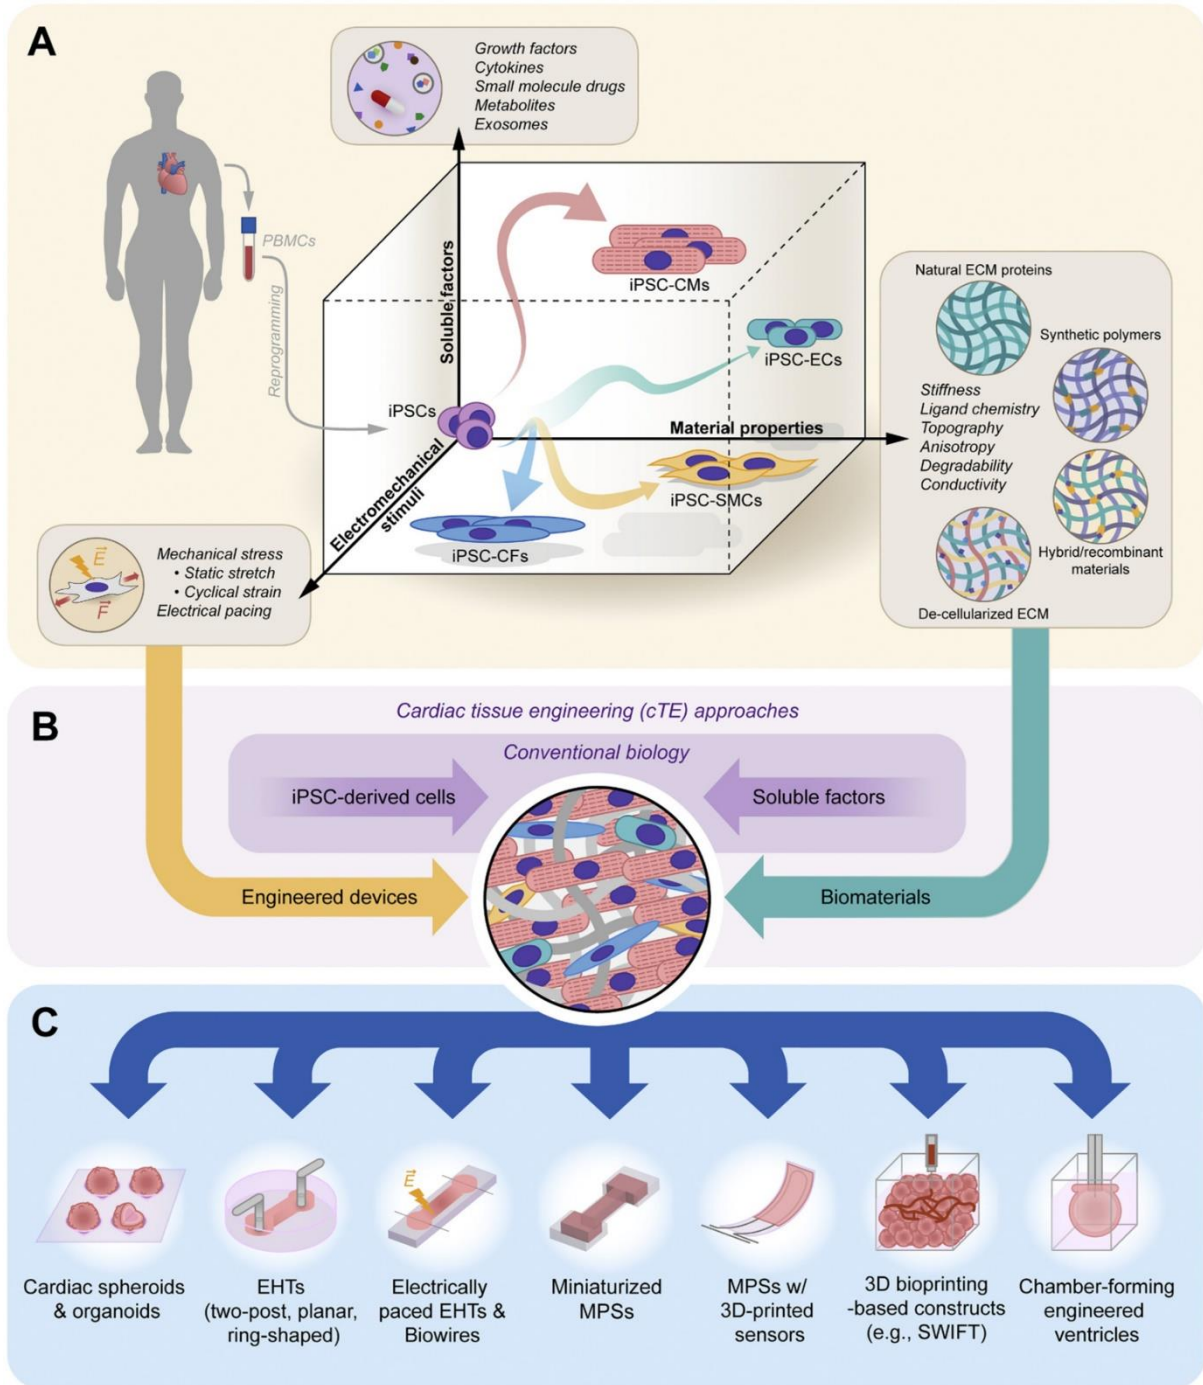 A
Growth factors
Cytokines
Small molecule drugs
Metabolites
Exosomes
PBMCs
Reprogramming
Soluble factors
iPSC-CMs
iPSC-ECs
iPSCs
Material properties
Electromechanical
stimuli
iPSC-SMCs
iPSC-CFs
Natural ECM proteins
Synthetic polymers
Stiffness
Ligand chemistry
Topography
Anisotropy
Degradability
Conductivity
Hybrid/recombinant
materials
De-cellularized ECM
E
F
Mechanical stress
• Static stretch
• Cyclical strain
Electrical pacing
B
Cardiac tissue engineering (cTE) approaches
Conventional biology
iPSC-derived cells
Soluble factors
Engineered devices
Biomaterials
C
E
Cardiac spheroids
& organoids
EHTs
(two-post, planar,
ring-shaped)
Electrically
paced EHTs &
Biowires
Miniaturized
MPSs
MPSs w/
3D-printed
sensors
3D bioprinting
-based constructs
(e.g., SWIFT)
Chamber-forming
engineered
ventricles